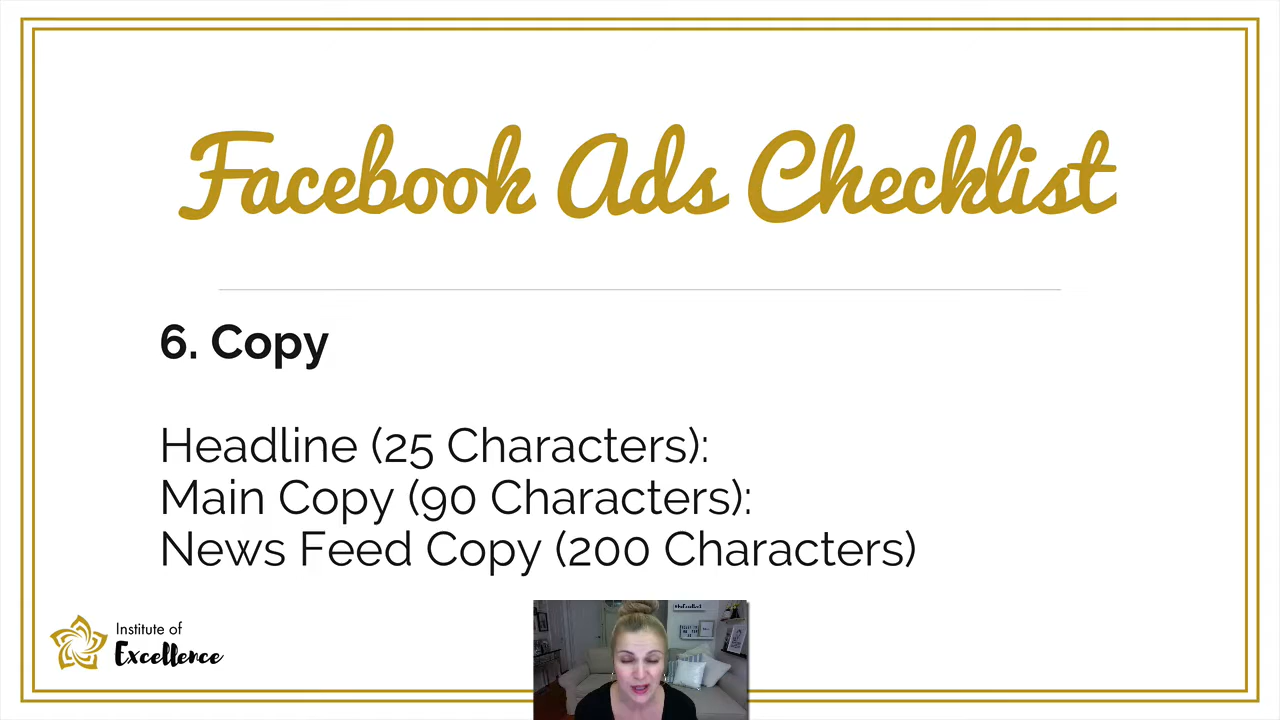 Facebook Ads Checklist
6. Copy
Headline (25 Characters):
Main Copy (90 Characters):
News Feed Copy (200 Characters)
Institute of
Excellence